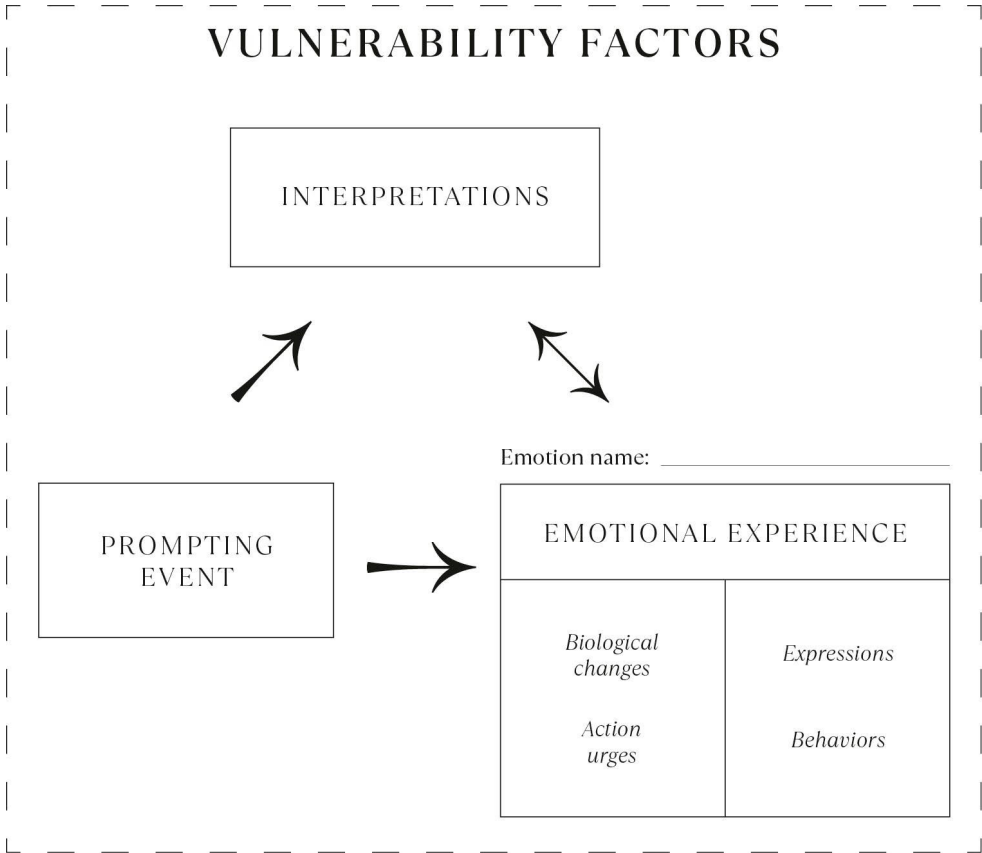 VULNERABILITY FACTORS
INTERPRETATIONS
Emotion name:
PROMPTING
EVENT
EMOTIONAL EXPERIENCE
Biological
changes
Action
urges
Expressions
Behaviors